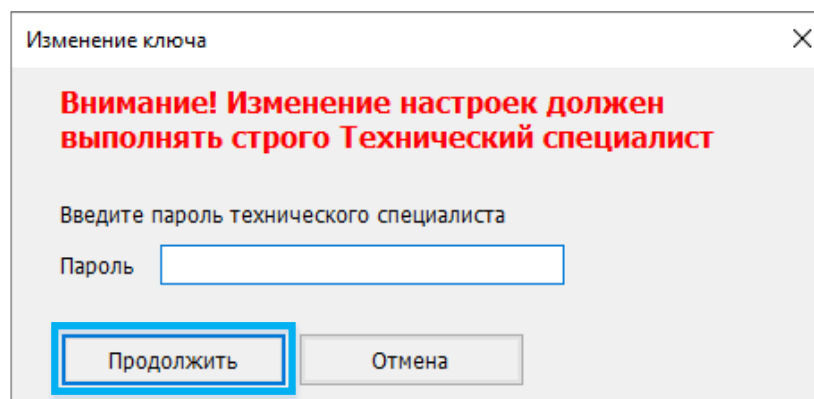 Изменение ключа
Внимание! Изменение настроек должен
выполнять строго Технический специалист
Введите пароль технического специалиста
Пароль
Продолжить
Отмена